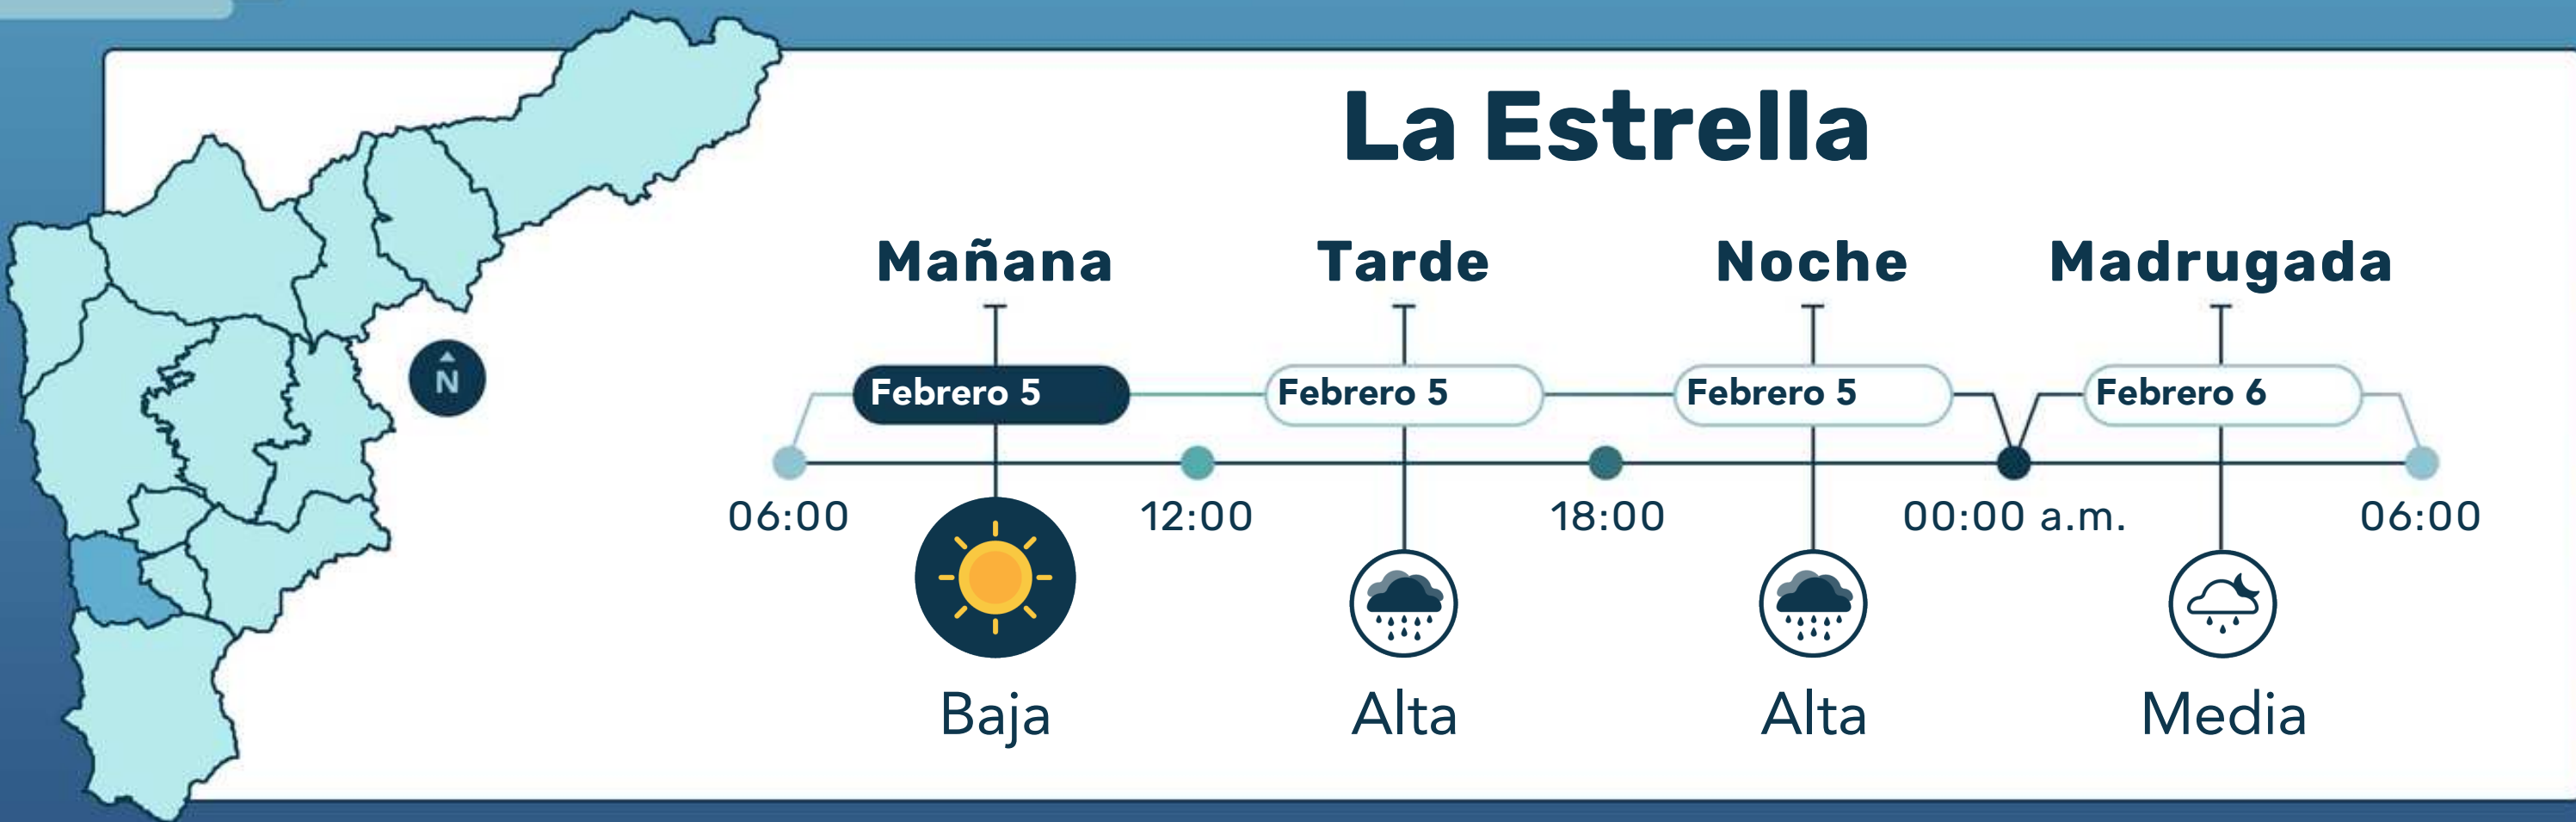 La Estrella
Mañana Tarde Noche Madrugada
N
Febrero 5 Febrero 5 Febrero 5 Febrero 6
06:00 12:00 18:00 00:00 a.m. 06:00
Baja Alta Alta Media